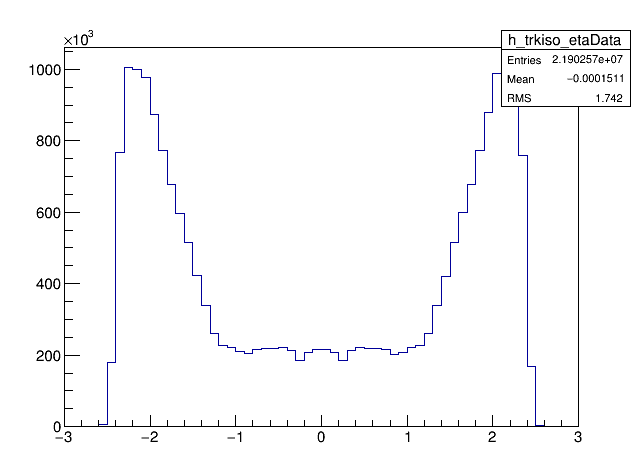 ×10³
h_trkiso_etaData
Entries 2.190257e+07
Mean −0.0001511
RMS 1.742
1000
800
600
400
200
0
−3 −2 −1 0 1 2 3